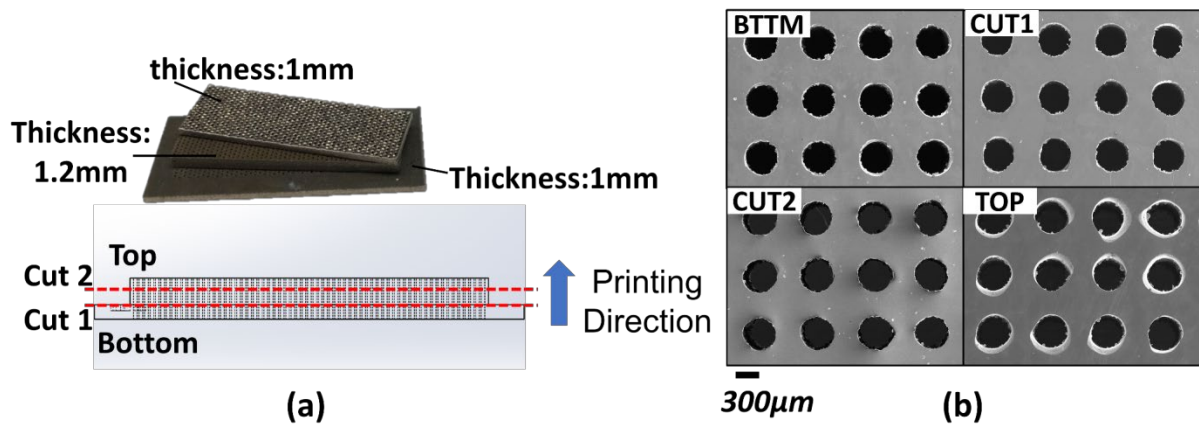 thickness:1mm
Thickness:
1.2mm
Thickness:1mm
Top
Cut 2
Cut 1
Bottom
Printing
Direction
(a)
BTTM
CUT1
CUT2
TOP
300μm
(b)